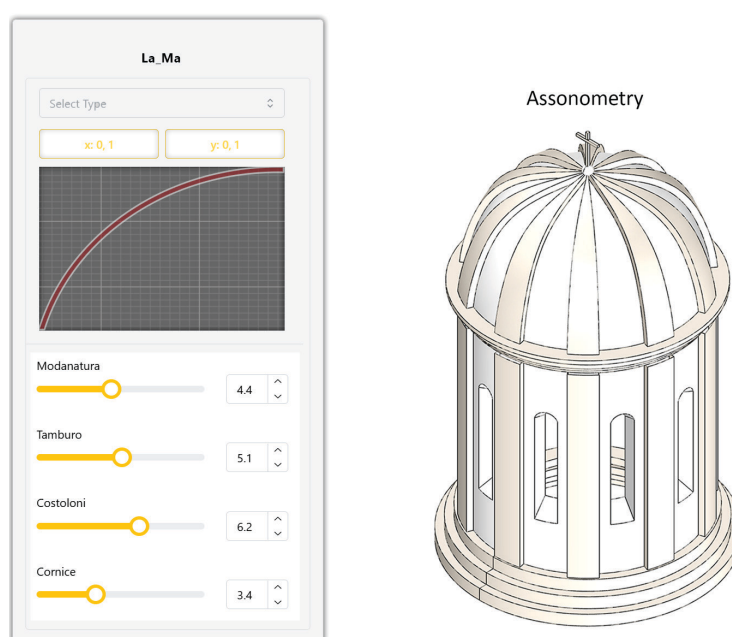 La_Ma
Select Type
x: 0, 1
y: 0, 1
Assonometry
Modanatura
4.4
Tamburo
5.1
Costoloni
6.2
Cornice
3.4